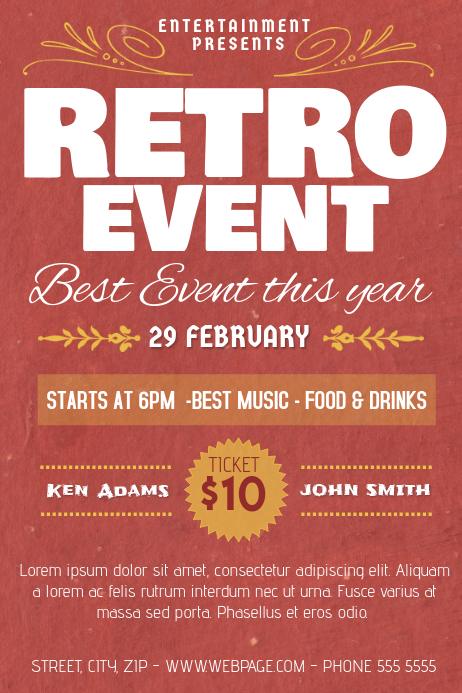 ENTERTAINMENT
PRESENTS
RETRO
EVENT
Best Event this year
29 FEBRUARY
STARTS AT 6PM -BEST MUSIC - FOOD & DRINKS
TICKET
$10
KEN ADAMS
JOHN SMITH
Lorem ipsum dolor sit amet, consectetur adipiscing elit. Aliquam
a lorem ac felis rutrum interdum nec ut urna. Fusce varius at
massa sed porta. Phasellus et eros odio.
STREET, CITY, ZIP - WWW.WEBPAGE.COM - PHONE 555 5555